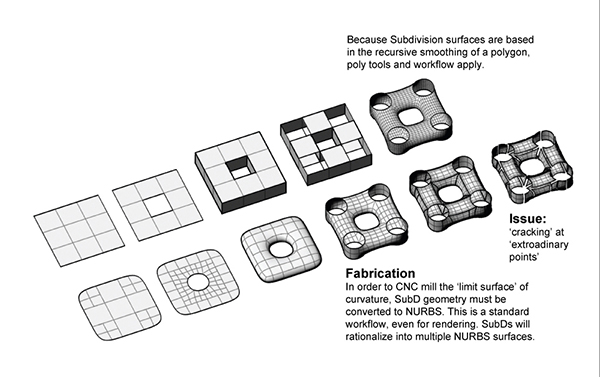 Because Subdivision surfaces are based
in the recursive smoothing of a polygon,
poly tools and workflow apply.
Issue:
‘cracking’ at
‘extroadinary
points’
Fabrication
In order to CNC mill the ‘limit surface’ of
curvature, SubD geometry must be
converted to NURBS. This is a standard
workflow, even for rendering. SubDs will
rationalize into multiple NURBS surfaces.